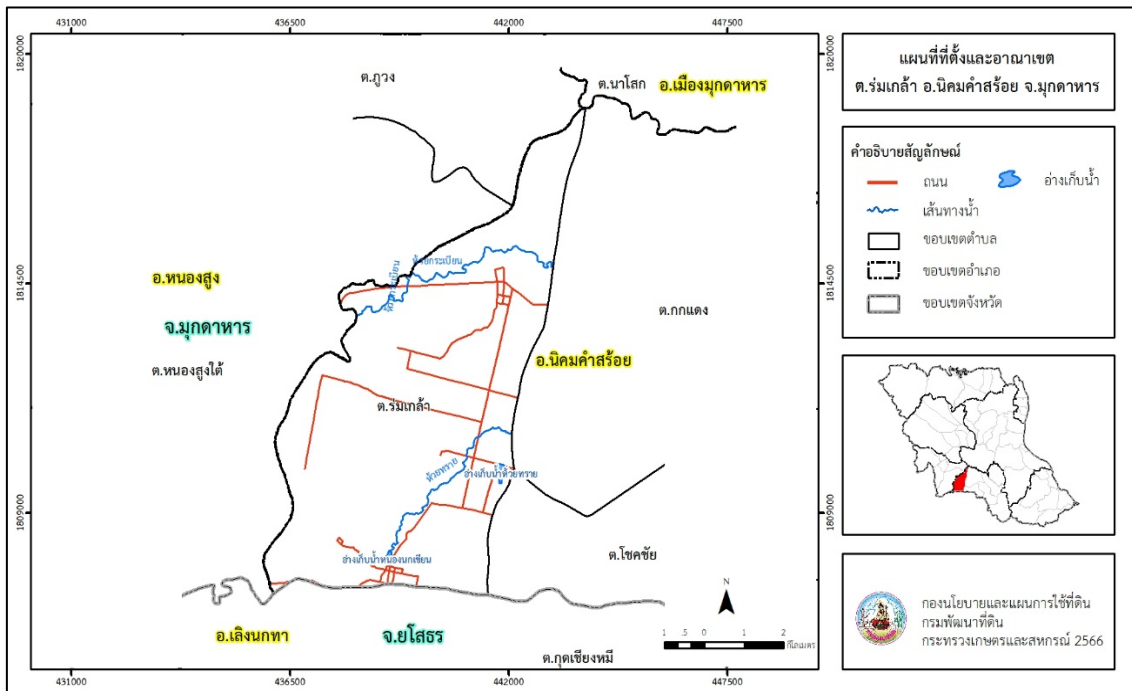 431000 436500 442000 447500
1820000 1820000
ต.ภูวง
ต.นาโสก
อ.เมืองมุกดาหาร
ห้วยกระเบียน
ห้วยกระเบียน
1814500 1814500
อ.หนองสูง
จ.มุกดาหาร
ต.หนองสูงใต้
ต.กกแดง
อ.นิคมคำสร้อย
ต.ร่มเกล้า
ห้วยทราย
อ่างเก็บน้ำห้วยทราย
1809000 1809000
ต.โชคชัย
อ่างเก็บน้ำหนองนกเขียน
N
อ.เลิงนกทา
จ.ยโสธร
1 .5 0 1 2
กิโลเมตร
ต.กุดเชียงหมี
431000 436500 442000 447500
แผนที่ที่ตั้งและอาณาเขต
ต.ร่มเกล้า อ.นิคมคำสร้อย จ.มุกดาหาร
คำอธิบายสัญลักษณ์
ถนน อ่างเก็บน้ำ
เส้นทางน้ำ
ขอบเขตตำบล
ขอบเขตอำเภอ
ขอบเขตจังหวัด
กองนโยบายและแผนการใช้ที่ดิน
กรมพัฒนาที่ดิน
กระทรวงเกษตรและสหกรณ์ 2566